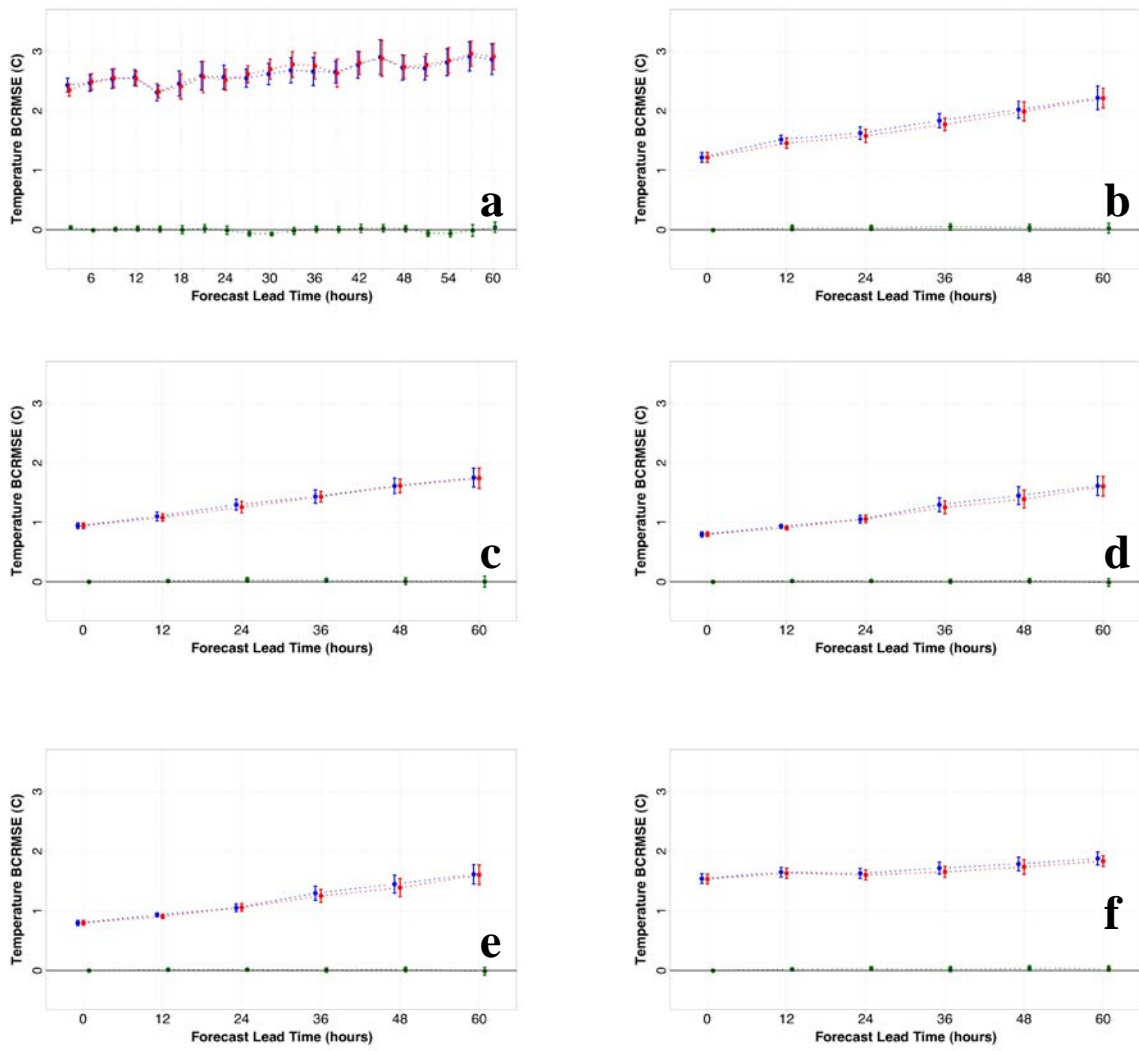 Temperature BCRMSE (C)
3
2
1
0
a
6 12 18 24 30 36 42 48 54 60
Forecast Lead Time (hours)
Temperature BCRMSE (C)
3
2
1
0
b
0 12 24 36 48 60
Forecast Lead Time (hours)
Temperature BCRMSE (C)
3
2
1
0
c
0 12 24 36 48 60
Forecast Lead Time (hours)
Temperature BCRMSE (C)
3
2
1
0
d
0 12 24 36 48 60
Forecast Lead Time (hours)
Temperature BCRMSE (C)
3
2
1
0
e
0 12 24 36 48 60
Forecast Lead Time (hours)
Temperature BCRMSE (C)
3
2
1
0
f
0 12 24 36 48 60
Forecast Lead Time (hours)